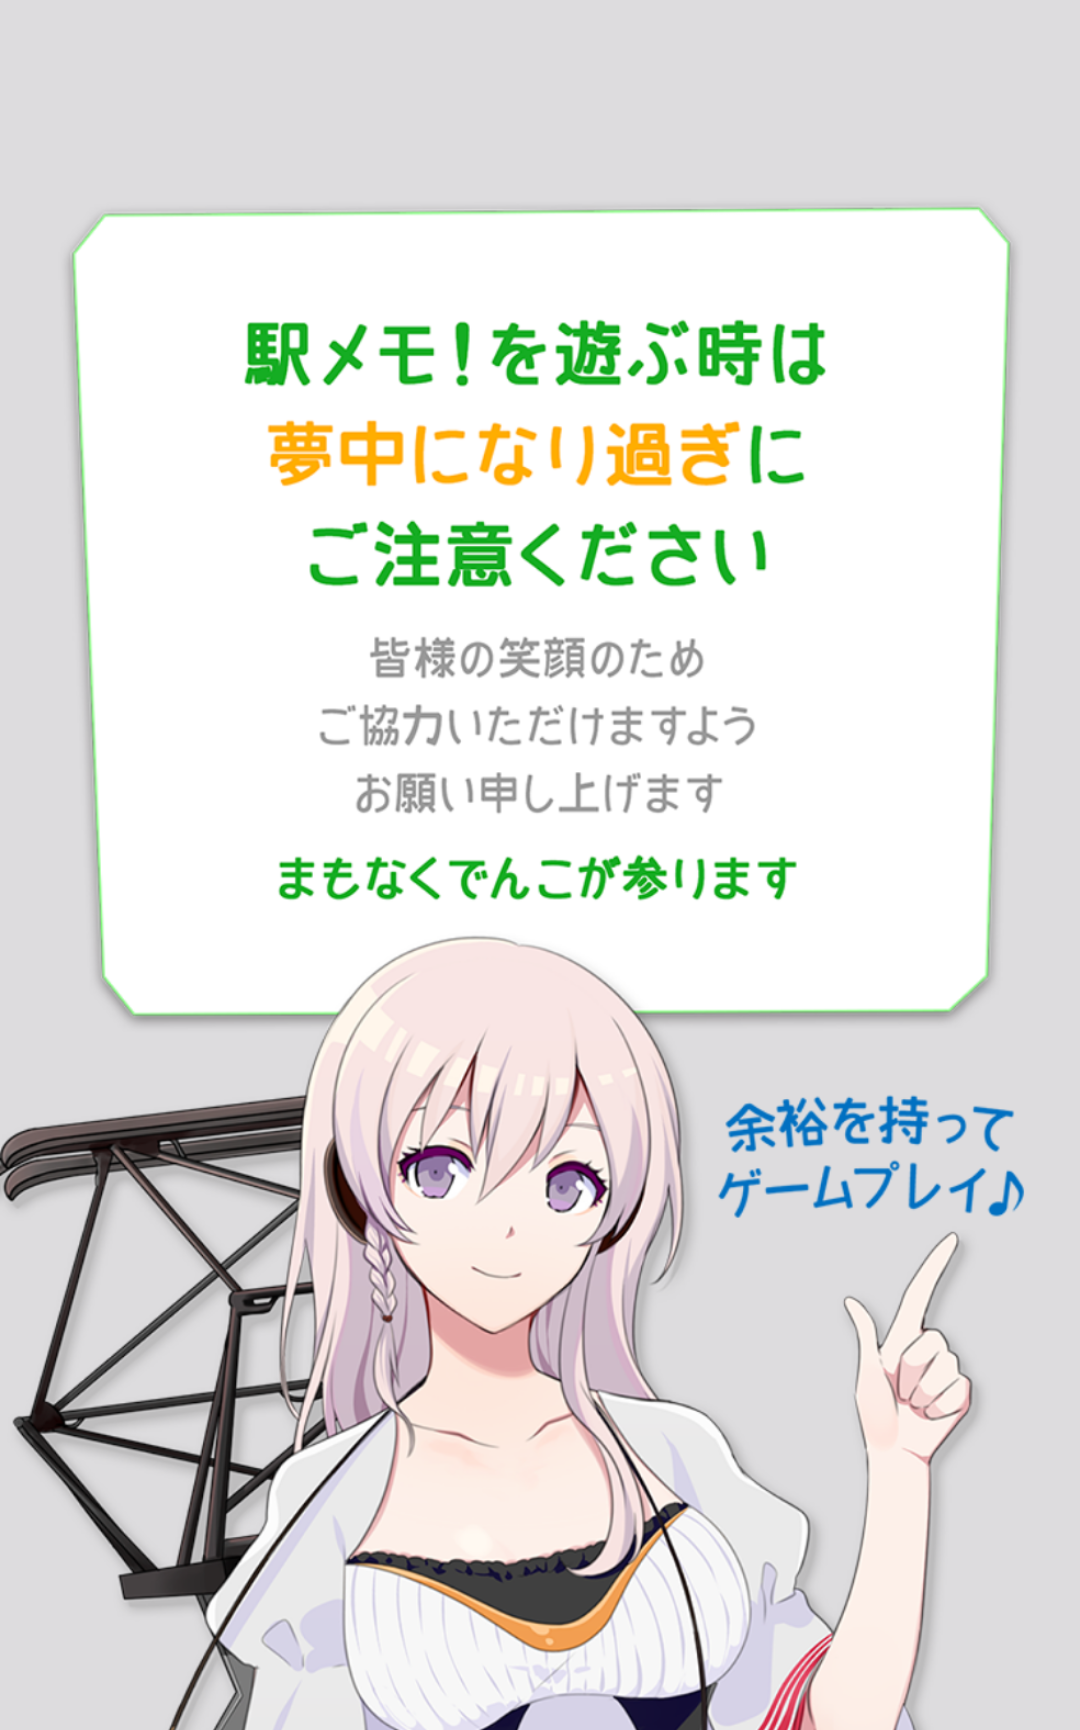 駅メモ!を遊ぶ時は
夢中になり過ぎに
ご注意ください
皆様の笑顔のため
ご協力いただけますよう
お願い申し上げます
まもなくでんこが参ります
余裕を持って
ゲームプレイ♪